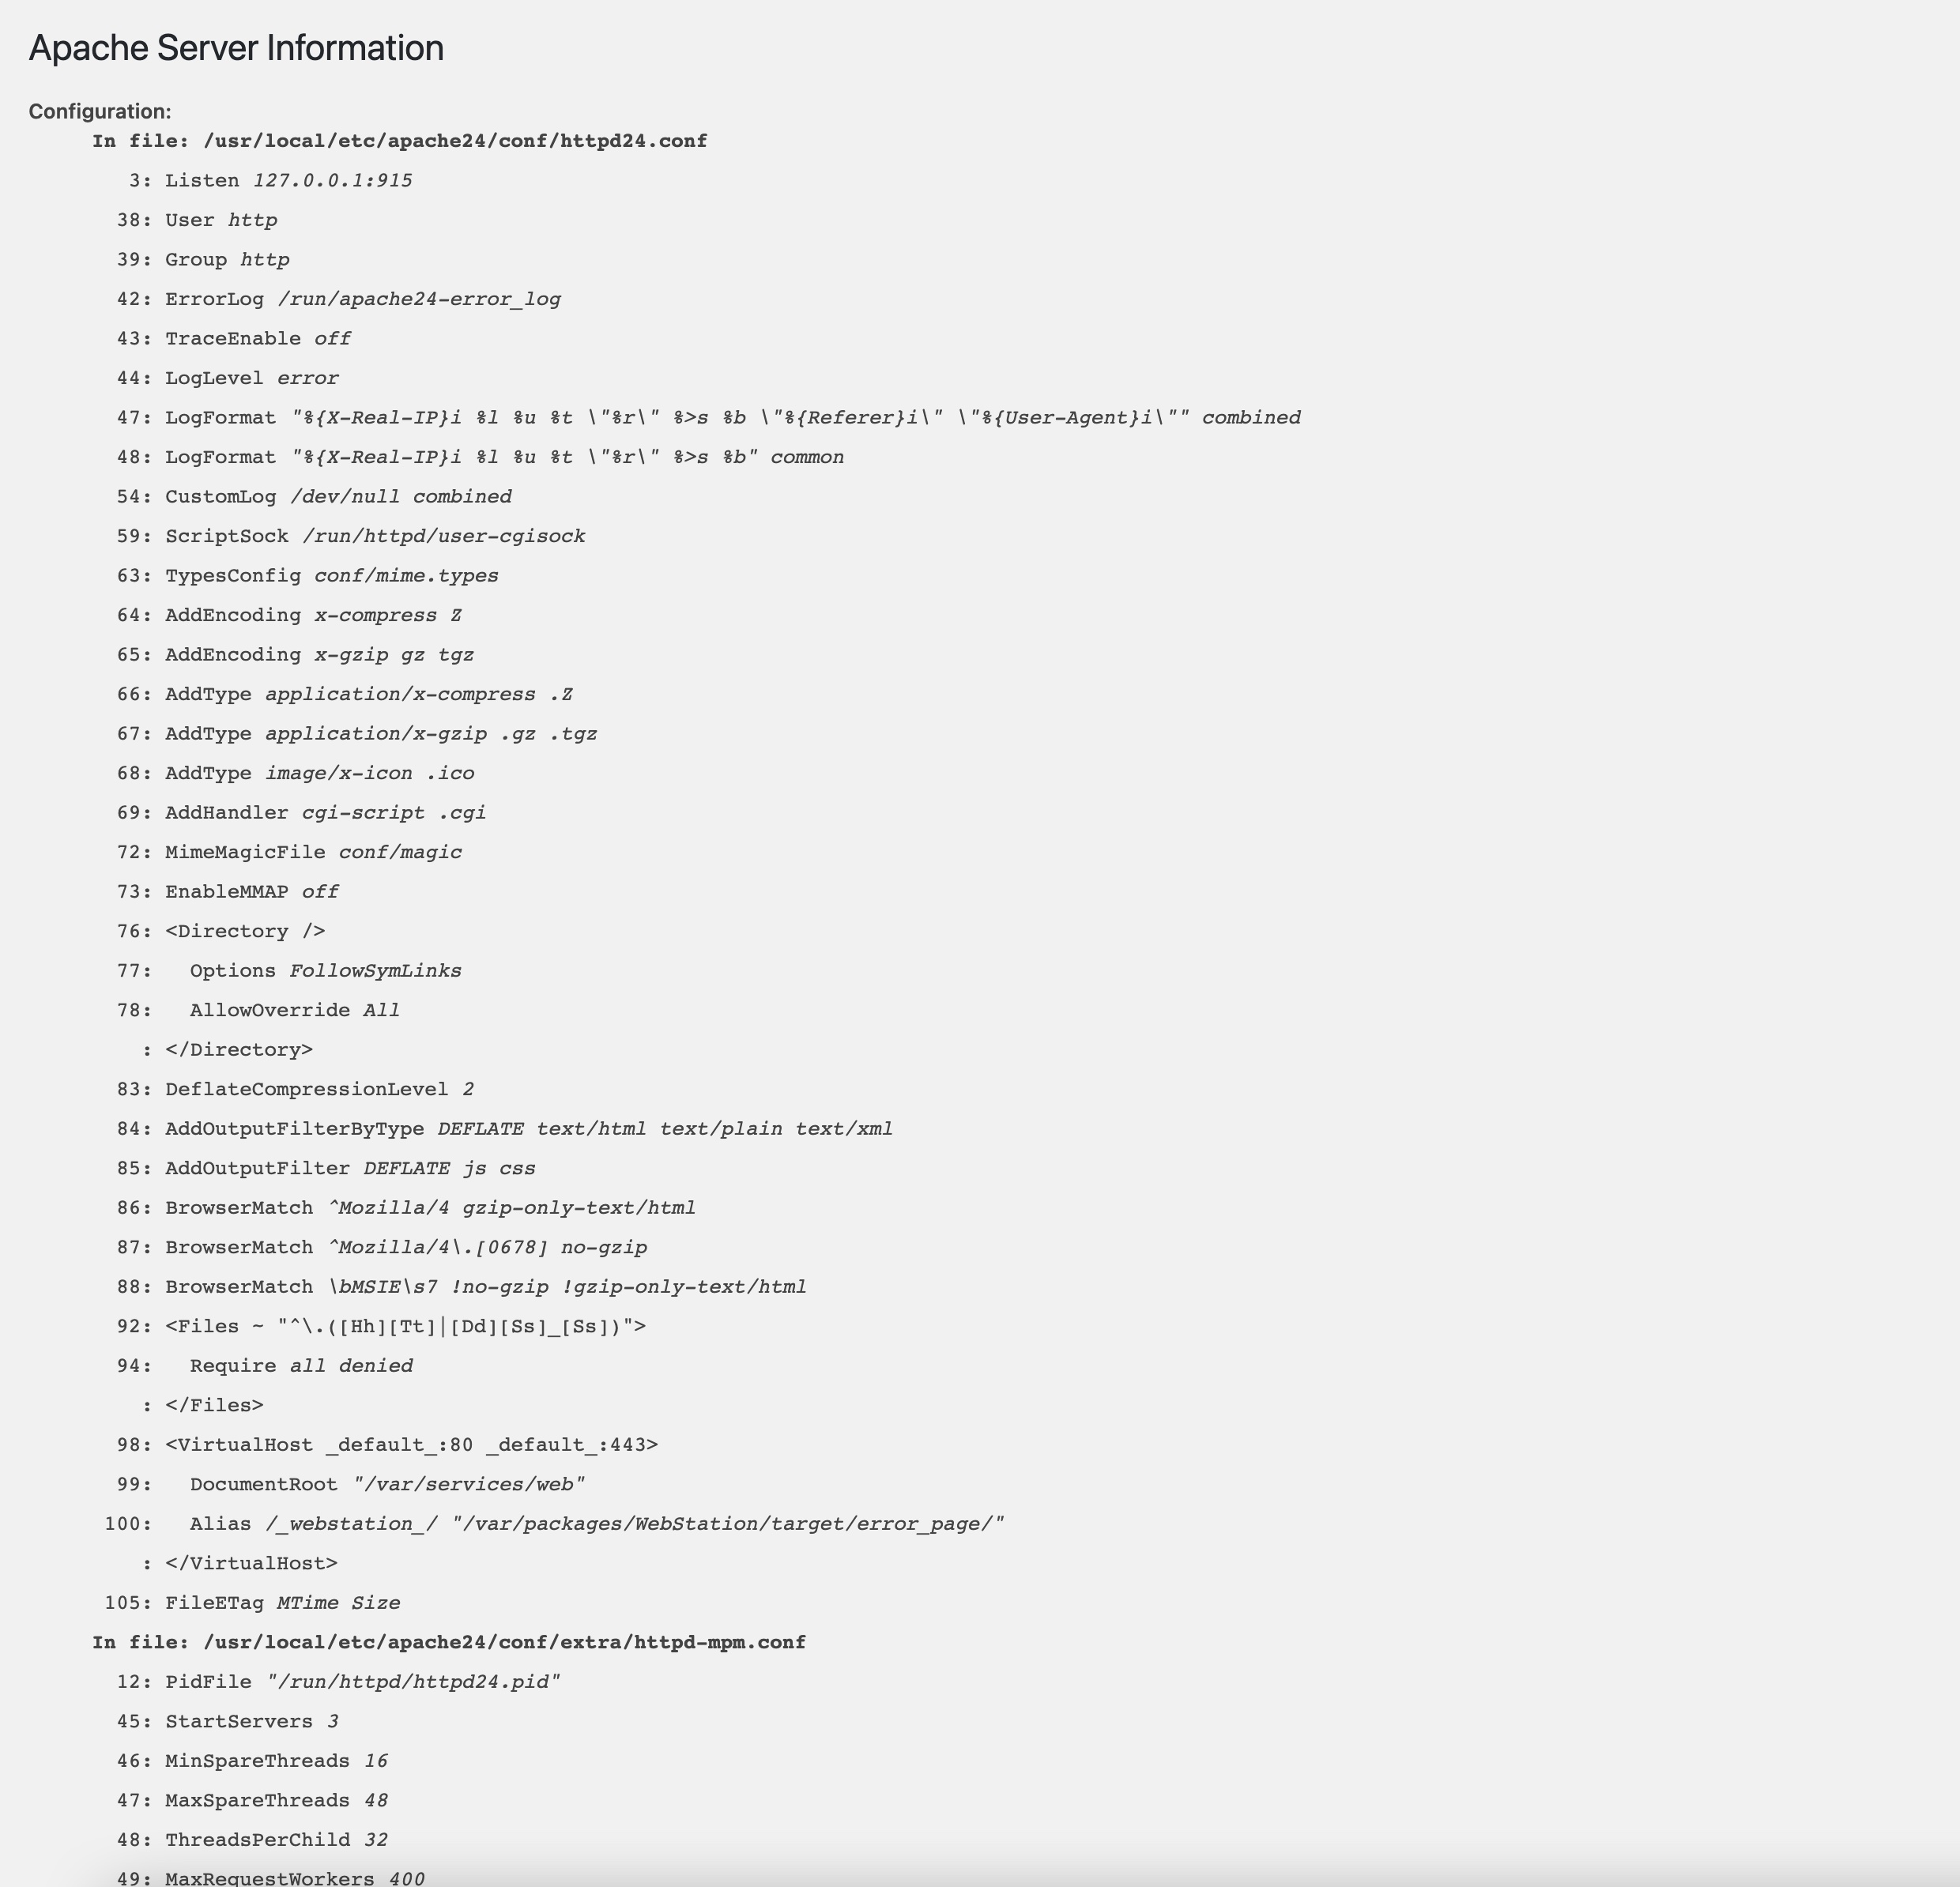 Apache Server Information
Configuration:
In file: /usr/local/etc/apache24/conf/httpd24.conf
3: Listen 127.0.0.1:915
38: User http
39: Group http
42: ErrorLog /run/apache24-error_log
43: TraceEnable off
44: LogLevel error
47: LogFormat "%{X-Real-IP}i %l %u %t \"%r\" %>s %b \"%{Referer}i\" \"%{User-Agent}i\"" combined
48: LogFormat "%{X-Real-IP}i %l %u %t \"%r\" %>s %b" common
54: CustomLog /dev/null combined
59: ScriptSock /run/httpd/user-cgisock
63: TypesConfig conf/mime.types
64: AddEncoding x-compress Z
65: AddEncoding x-gzip gz tgz
66: AddType application/x-compress .Z
67: AddType application/x-gzip .gz .tgz
68: AddType image/x-icon .ico
69: AddHandler cgi-script .cgi
72: MimeMagicFile conf/magic
73: EnableMMAP off
76: <Directory />
77:   Options FollowSymLinks
78:   AllowOverride All
: </Directory>
83: DeflateCompressionLevel 2
84: AddOutputFilterByType DEFLATE text/html text/plain text/xml
85: AddOutputFilter DEFLATE js css
86: BrowserMatch ^Mozilla/4 gzip-only-text/html
87: BrowserMatch ^Mozilla/4\.[0678] no-gzip
88: BrowserMatch \bMSIE\s7 !no-gzip !gzip-only-text/html
92: <Files ~ "^\.([Hh][Tt]|[Dd][Ss]_[Ss])">
94:   Require all denied
: </Files>
98: <VirtualHost _default_:80 _default_:443>
99:   DocumentRoot "/var/services/web"
100:   Alias /_webstation_/ "/var/packages/WebStation/target/error_page/"
: </VirtualHost>
105: FileETag MTime Size
In file: /usr/local/etc/apache24/conf/extra/httpd-mpm.conf
12: PidFile "/run/httpd/httpd24.pid"
45: StartServers 3
46: MinSpareThreads 16
47: MaxSpareThreads 48
48: ThreadsPerChild 32
49: MaxRequestWorkers 400